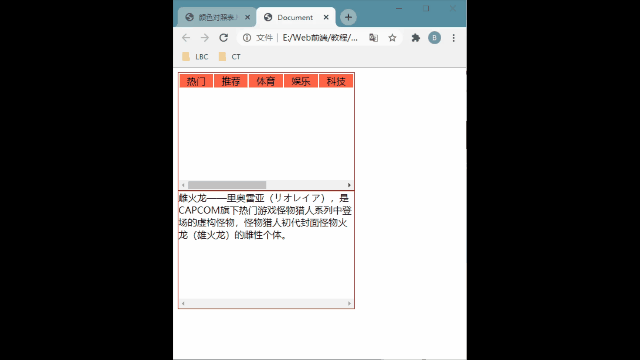 颜色对照表
Document
文件
E:/Web前端/教程/...
B
LBC
CT
热门 推荐 体育 娱乐 科技
雌火龙——里奥雷亚（リオレイア），是
CAPCOM旗下热门游戏怪物猎人系列中登
场的虚构怪物，怪物猎人初代封面怪物火
龙（雄火龙）的雌性个体。